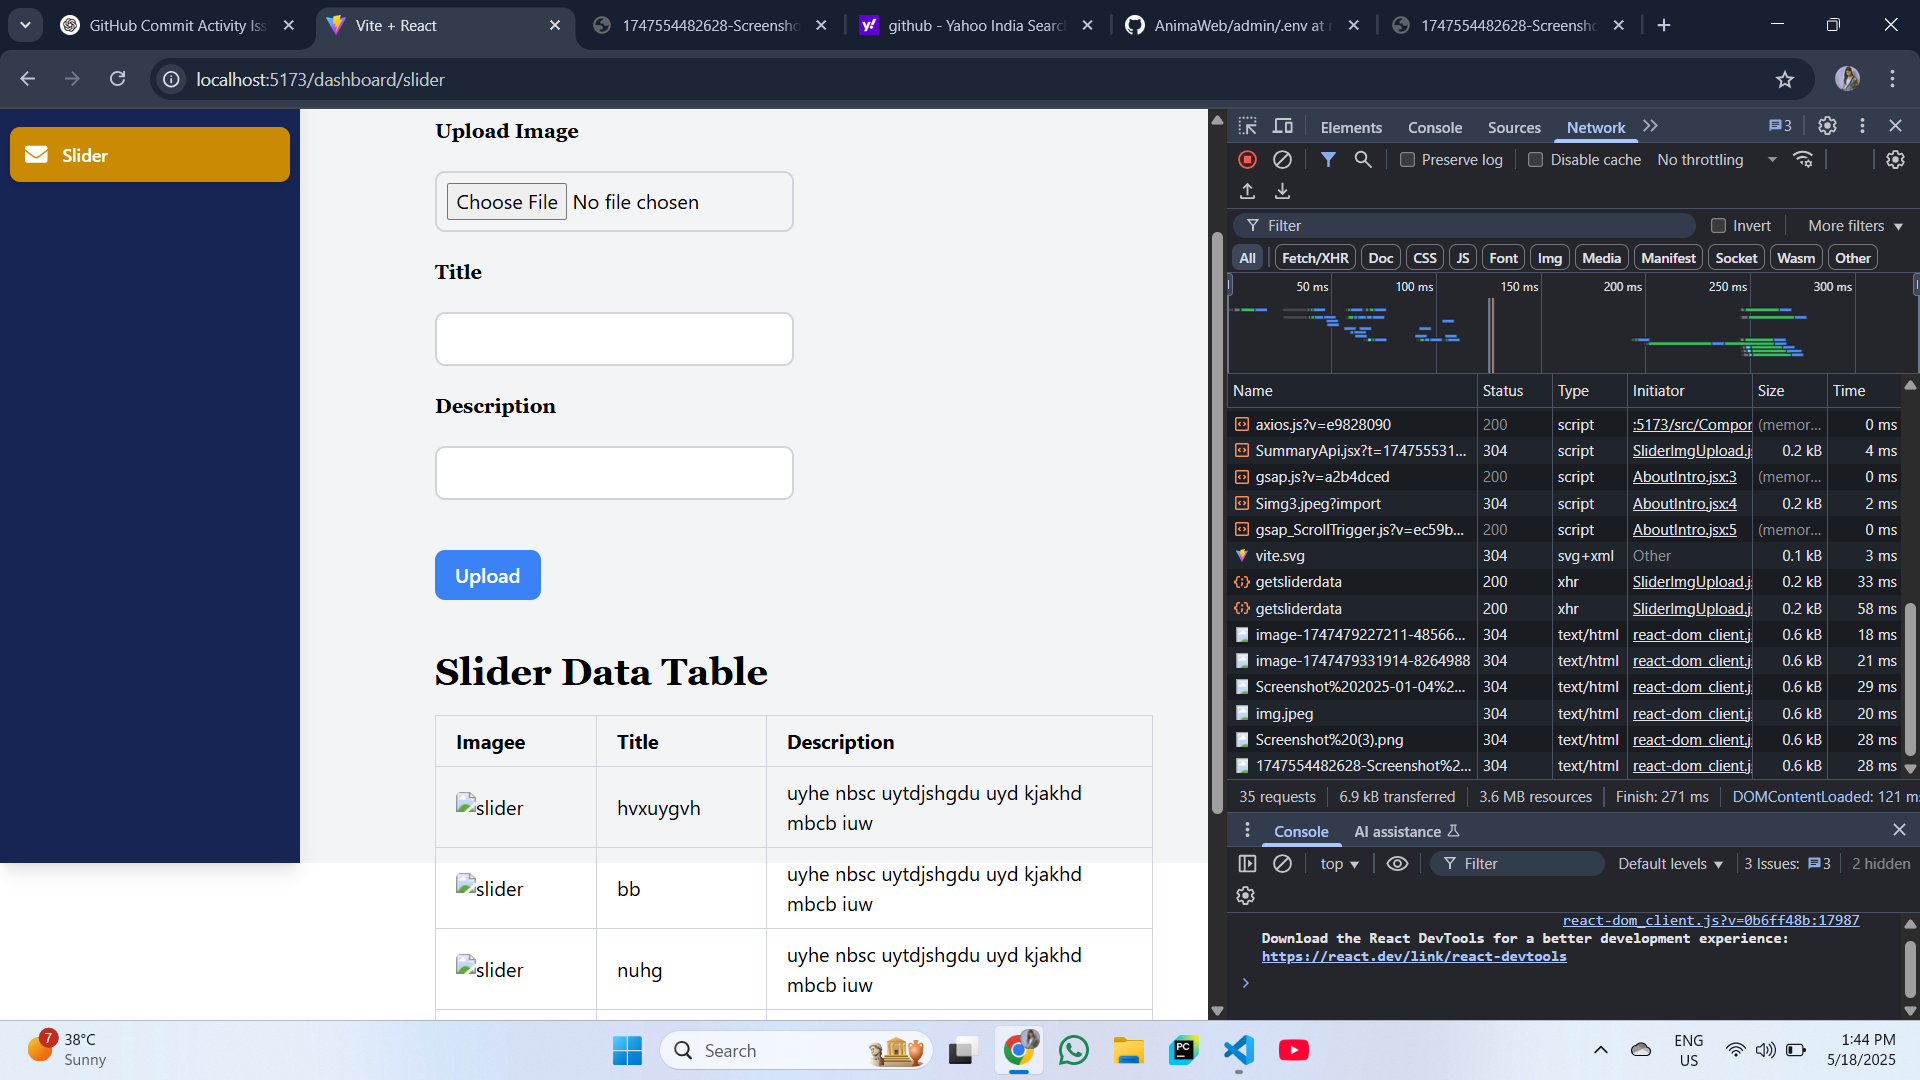 GitHub Commit Activity Iss
Vite + React
1747554482628-Screensho
github - Yahoo India Searc
AnimaWeb/admin/.env at
1747554482628-Screensh
localhost:5173/dashboard/slider
Slider
Upload Image
Choose File No file chosen
Title
Description
Upload
Slider Data Table
Imagee Title Description
slider hvxuygvh uyhe nbsc uytdjshgdu uyd kjakhd
mbcb iuw
slider bb uyhe nbsc uytdjshgdu uyd kjakhd
mbcb iuw
slider nuhg uyhe nbsc uytdjshgdu uyd kjakhd
mbcb iuw
Elements Console Sources Network 3
Preserve log Disable cache No throttling
Filter Invert More filters
All Fetch/XHR Doc CSS JS Font Img Media Manifest Socket Wasm Other
50 ms 100 ms 150 ms 200 ms 250 ms 300 ms
Name Status Type Initiator Size Time
axios.js?v=e9828090 200 script :5173/src/Compor (memor... 0 ms
SummaryApi.jsx?t=174755531... 304 script SliderImgUpload.j 0.2 kB 4 ms
gsap.js?v=a2b4dced 200 script AboutIntro.jsx:3 (memor... 0 ms
Simg3.jpeg?import 304 script AboutIntro.jsx:4 0.2 kB 2 ms
gsap_ScrollTrigger.js?v=ec59b... 200 script AboutIntro.jsx:5 (memor... 0 ms
vite.svg 304 svg+xml Other 0.1 kB 3 ms
getsliderdata 200 xhr SliderImgUpload.j 0.2 kB 33 ms
getsliderdata 200 xhr SliderImgUpload.j 0.2 kB 58 ms
image-1747479227211-48566... 304 text/html react-dom_client.j 0.6 kB 18 ms
image-1747479331914-8264988 304 text/html react-dom_client.j 0.6 kB 21 ms
Screenshot%202025-01-04%2... 304 text/html react-dom_client.j 0.6 kB 29 ms
img.jpeg 304 text/html react-dom_client.j 0.6 kB 20 ms
Screenshot%20(3).png 304 text/html react-dom_client.j 0.6 kB 28 ms
1747554482628-Screenshot%2... 304 text/html react-dom_client.j 0.6 kB 28 ms
35 requests 6.9 kB transferred 3.6 MB resources Finish: 271 ms DOMContentLoaded: 121 m
Console AI assistance
top Filter Default levels 3 Issues: 3 2 hidden
react-dom_client.js?v=0b6ff48b:17987
Download the React DevTools for a better development experience:
https://react.dev/link/react-devtools
7
38°C
Sunny
Search
PC
ENG
US
1:44 PM
5/18/2025